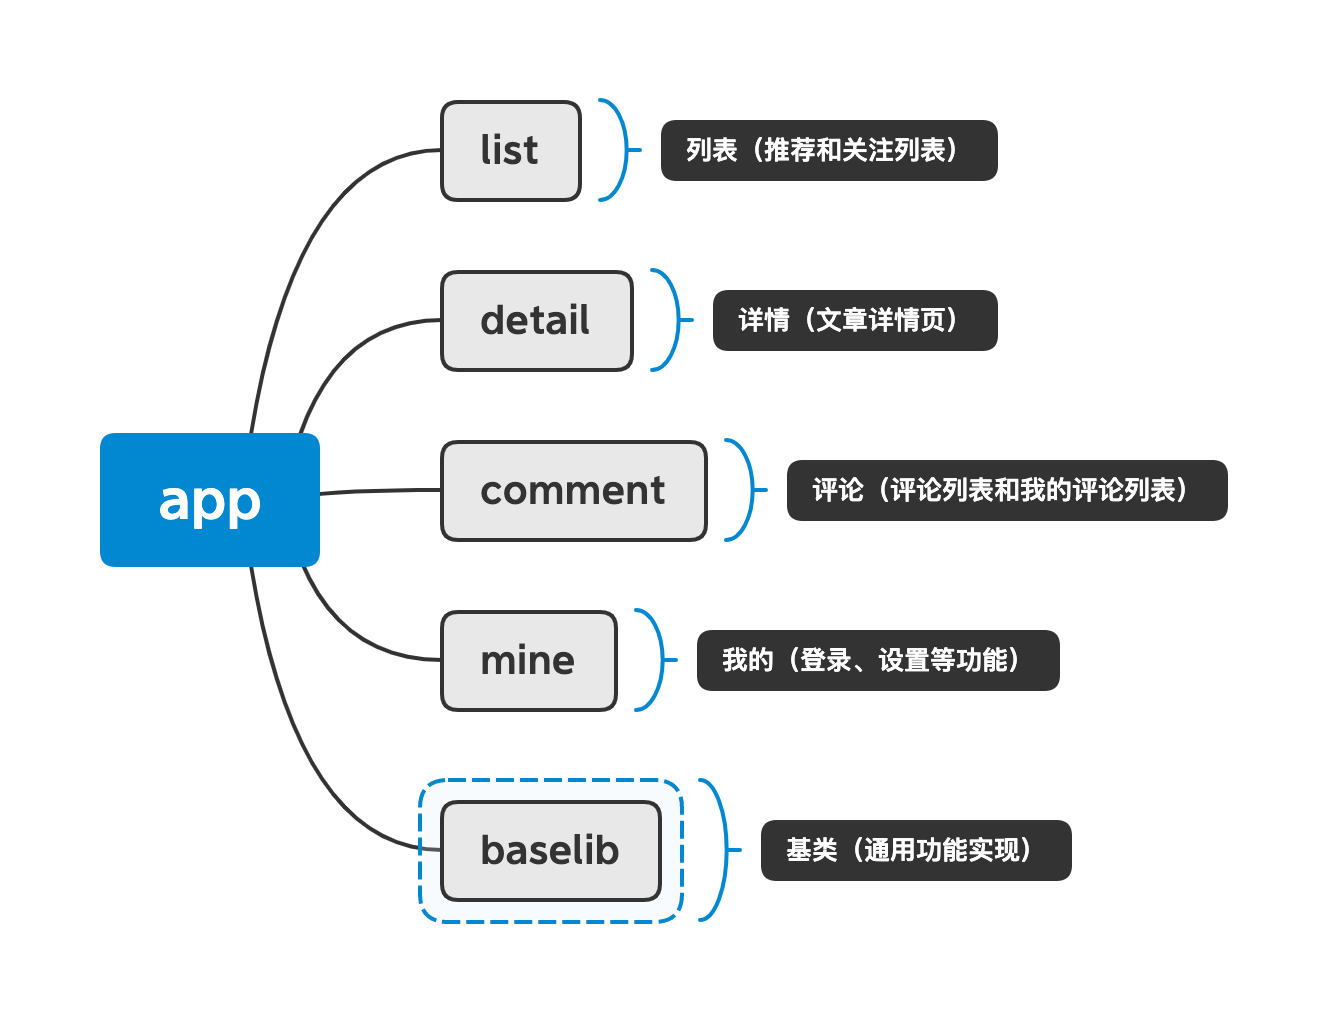 app
list
列表（推荐和关注列表）
detail
详情（文章详情页）
comment
评论（评论列表和我的评论列表）
mine
我的（登录、设置等功能）
baselib
基类（通用功能实现）